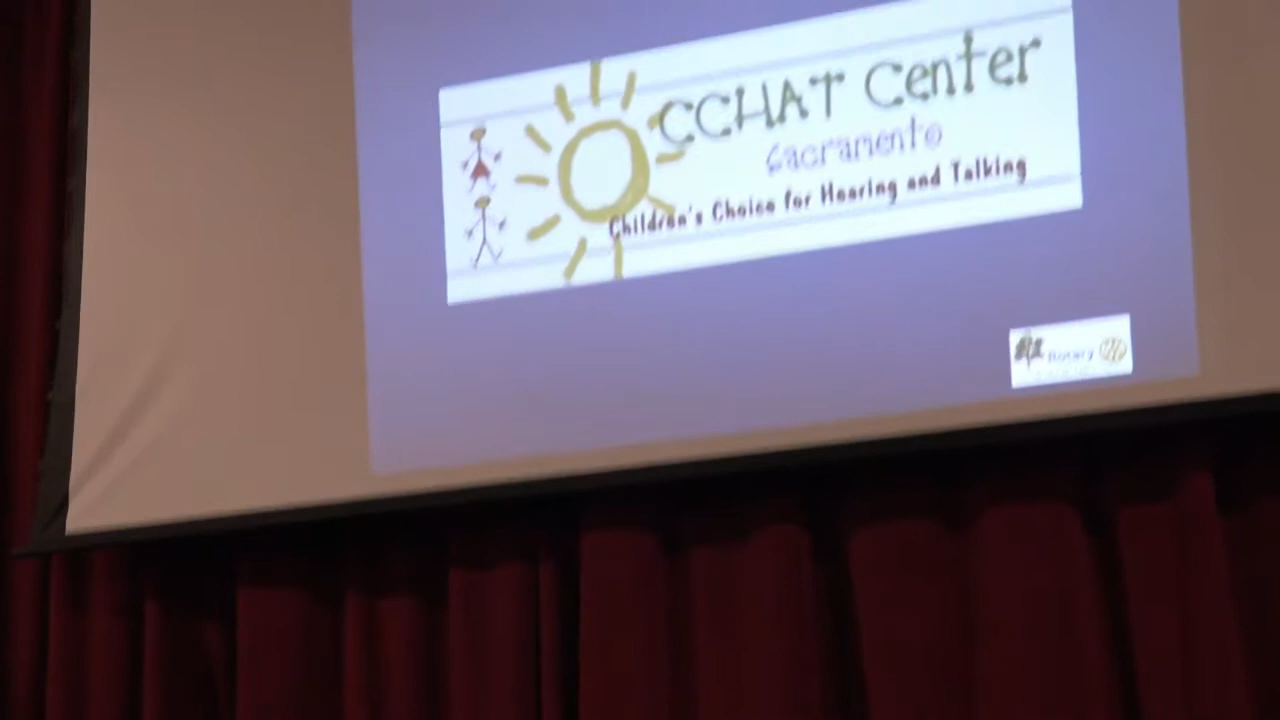 CCHAT Center
Sacramento
Children's Choice for Hearing and Talking
Rotary